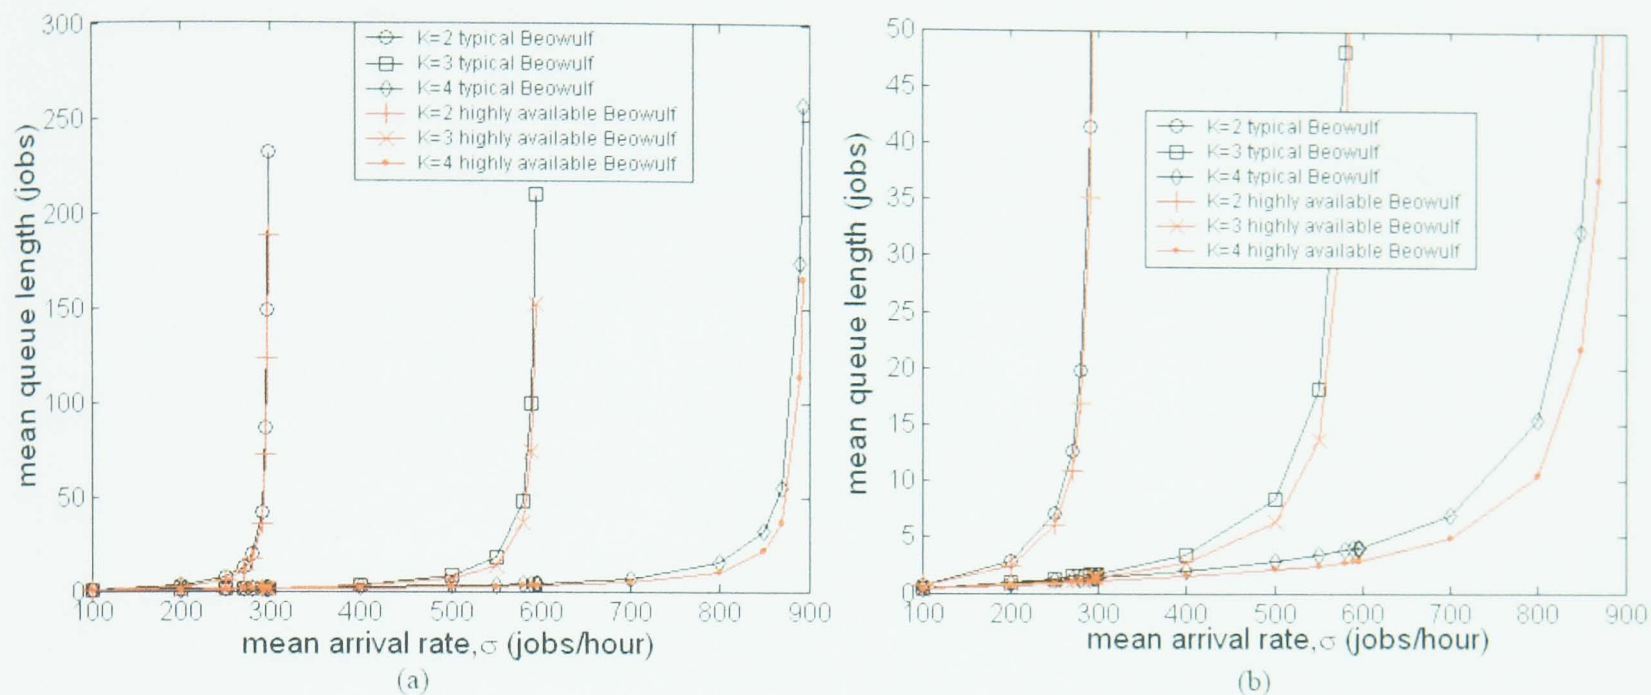 300
250
200
150
100
50
0
mean queue length (jobs)
K=2 typical Beowulf
K=3 typical Beowulf
K=4 typical Beowulf
K=2 highly available Beowulf
K=3 highly available Beowulf
K=4 highly available Beowulf
100 200 300 400 500 600 700 800 900
mean arrival rate,σ (jobs/hour)
(a)
50
45
40
35
30
25
20
15
10
5
0
mean queue length (jobs)
K=2 typical Beowulf
K=3 typical Beowulf
K=4 typical Beowulf
K=2 highly available Beowulf
K=3 highly available Beowulf
K=4 highly available Beowulf
100 200 300 400 500 600 700 800 900
mean arrival rate,σ (jobs/hour)
(b)